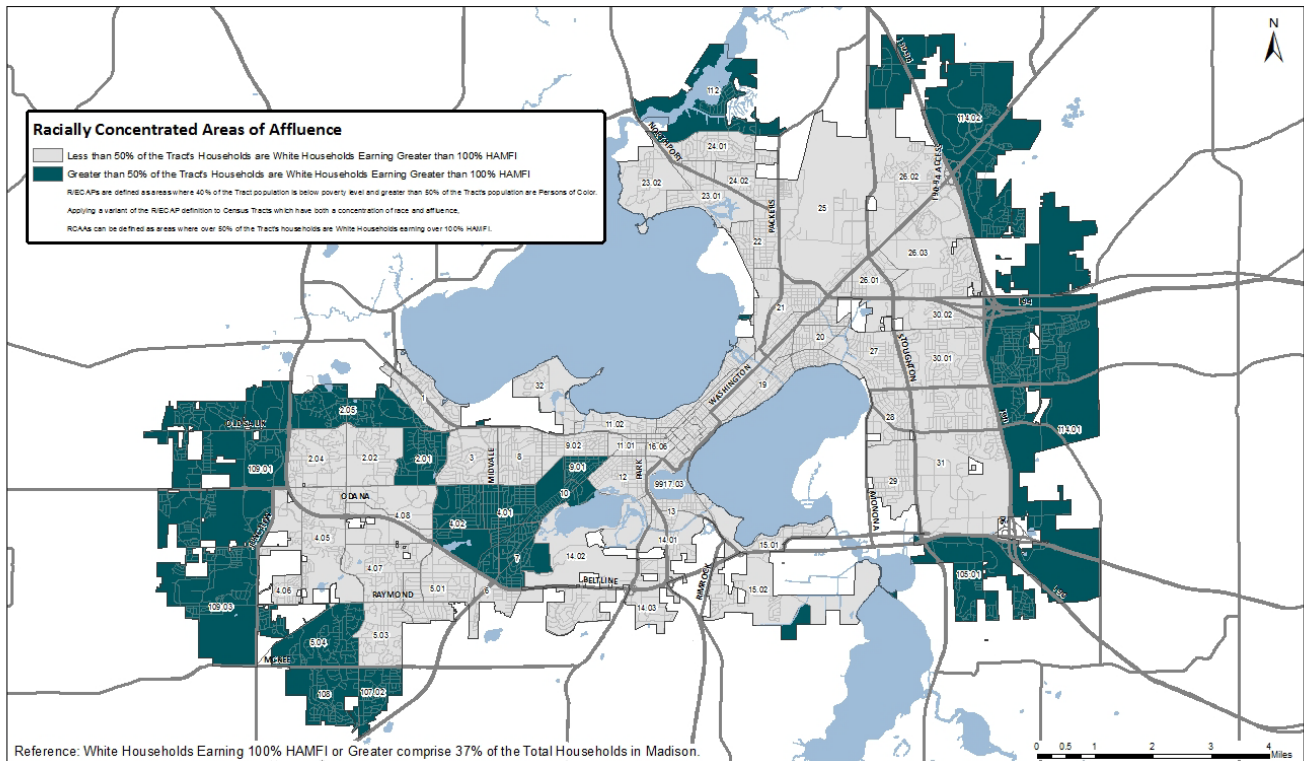 N
Racially Concentrated Areas of Affluence
Less than 50% of the Tract's Households are White Households Earning Greater than 100% HAMFI
Greater than 50% of the Tract's Households are White Households Earning Greater than 100% HAMFI
R/ECAPs are defined as areas where 40% of the Tract population is below poverty level and greater than 50% of the Tract's population are Persons of Color.
Applying a variant of the R/ECAP definition to Census Tracts which have both a concentration of race and affluence,
RCAAs can be defined as areas where over 50% of the Tract's households are White Households earning over 100% HAMFI.
I 90-94
112
114.02
NORTHPORT
24.01
I 90-94 ACCESS
26.02
23.02
24.02
23.01
PACKERS
25
22
26.03
26.01
I 94
21
30.02
20
STOUGHTON
27
30.01
32
WASHINGTON
19
1
2.05
28
11.02
114.01
109.01
2.04
2.02
2.01
3
MIDVALE
8
9.02
11.01
16.06
31
9.01
PARK
12
ODANA
10
9917.03
29
4.08
4.02
4.01
13
MONONA
4.05
14.01
15.01
7
14.02
4.07
BELTLINE
105.01
4.06
RAYMOND
5.01
6
RIMROCK
15.02
109.03
14.03
5.03
5.04
MCKEE
108
107.02
Reference: White Households Earning 100% HAMFI or Greater comprise 37% of the Total Households in Madison.
0 0.5 1 2 3 4
Miles